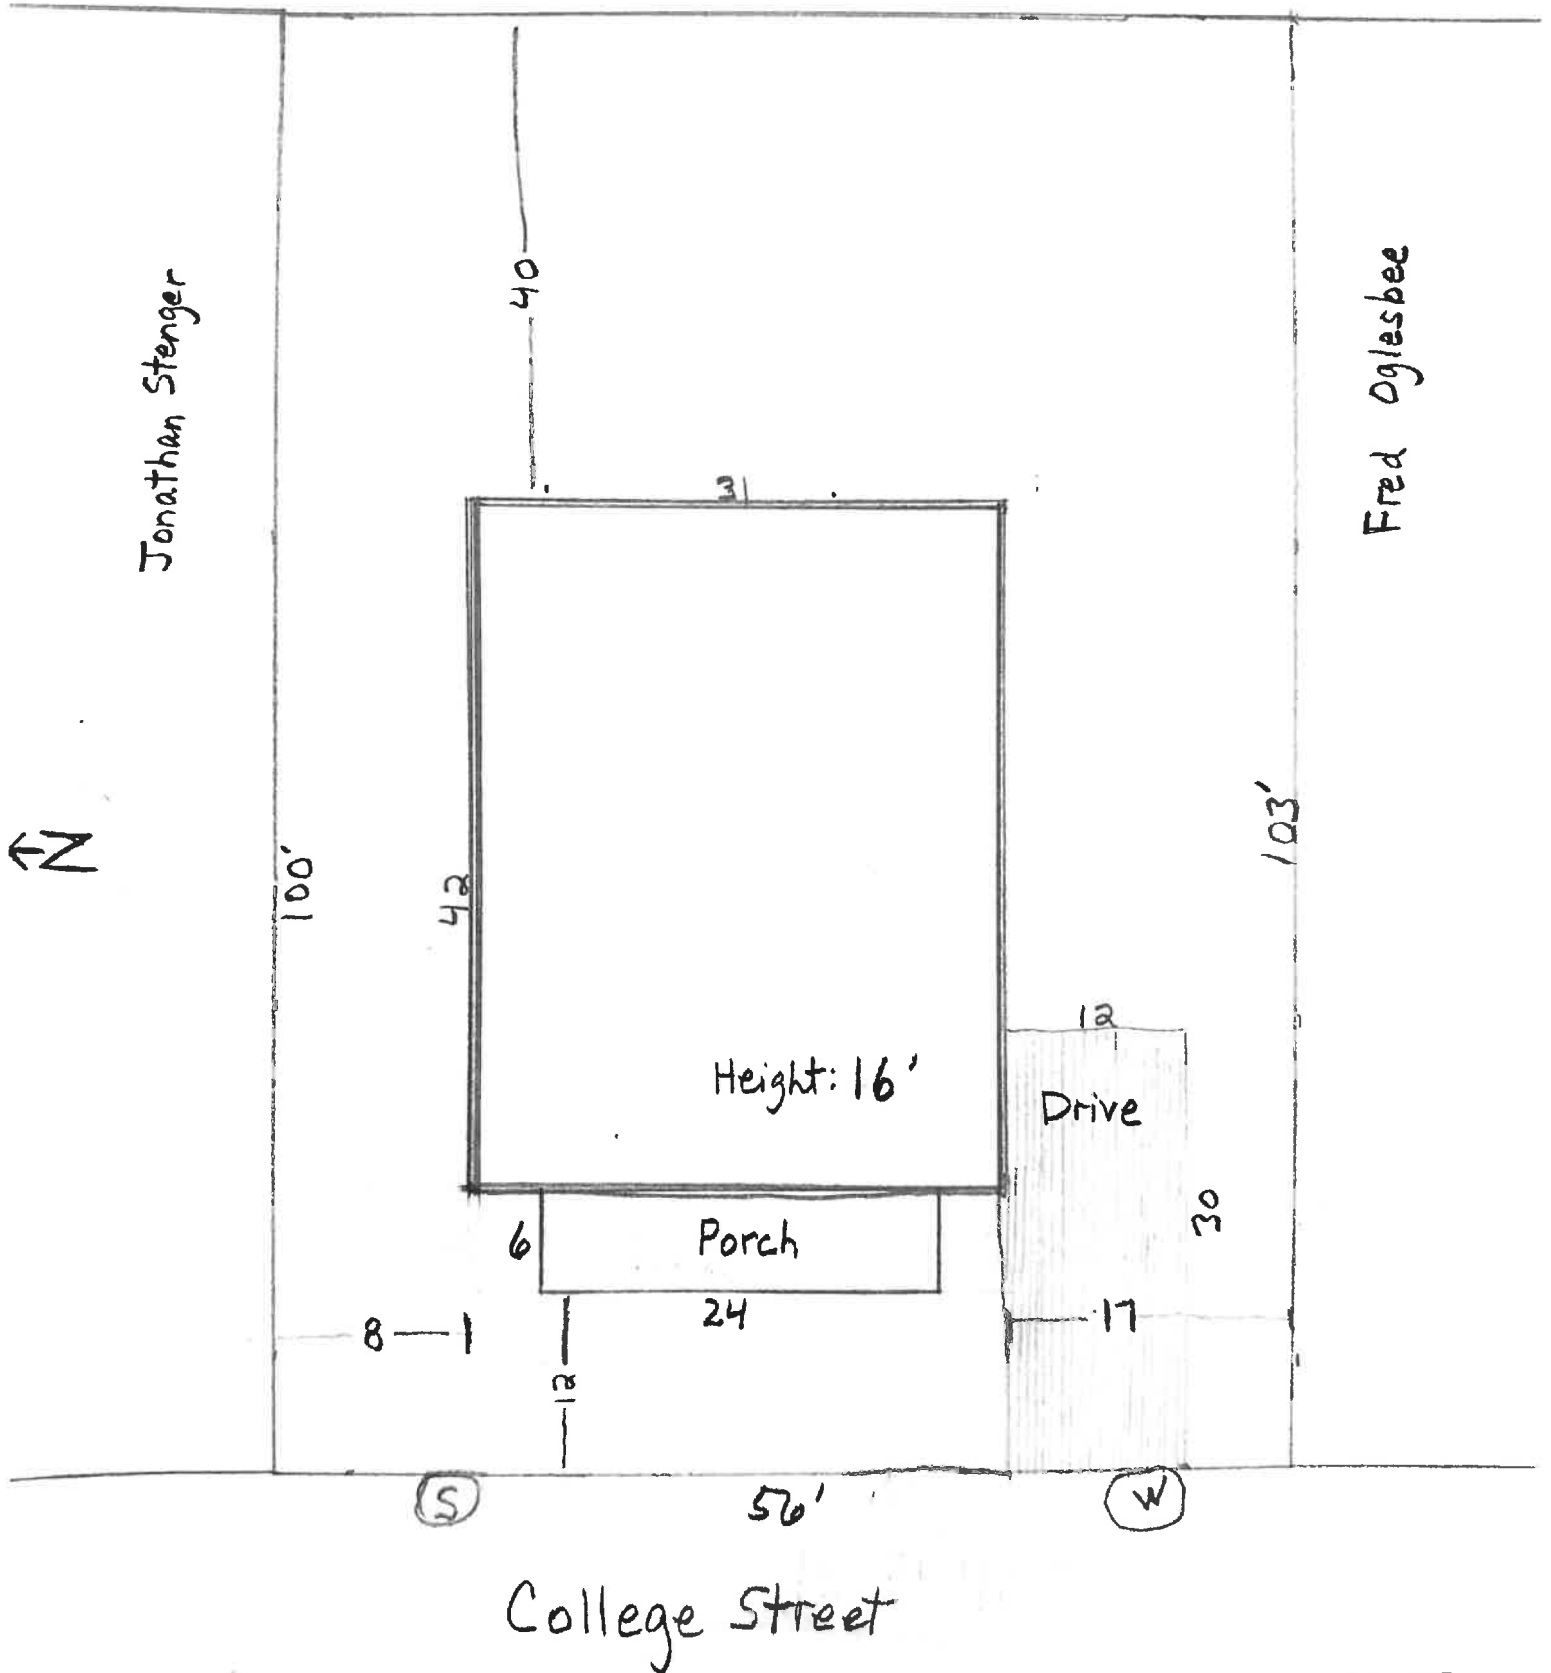 40
Jonathan Stenger
Fred Oglesbee
31
N
100'
42
103'
12
Height: 16'
Drive
30
6
Porch
24
8
17
12
S
56'
W
College Street